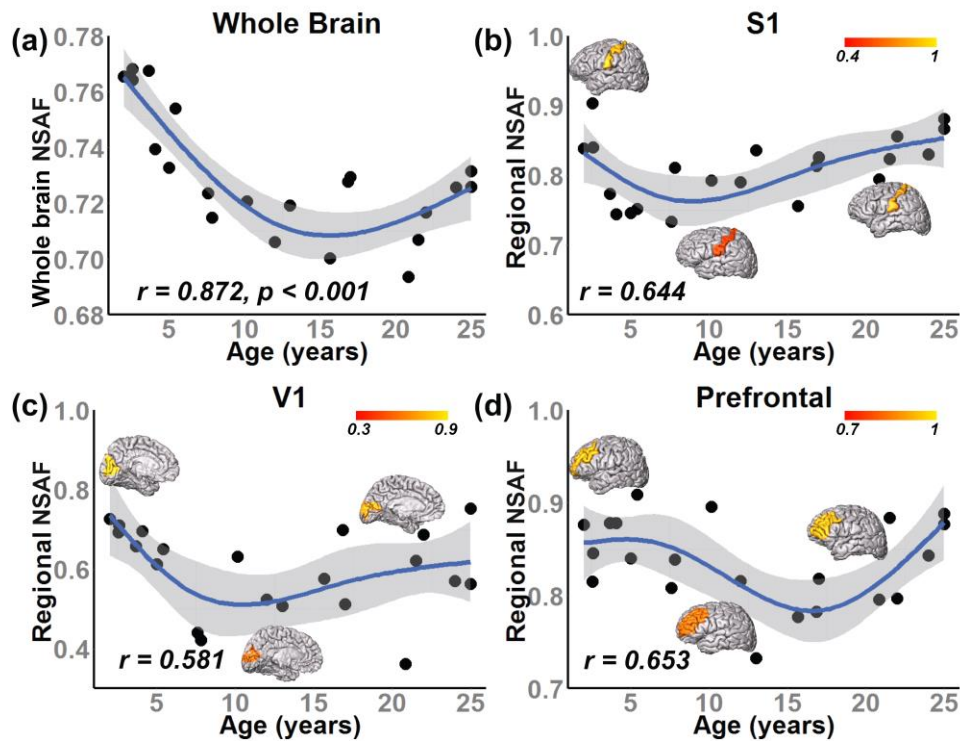 Whole Brain
(a)
0.78
0.76
0.74
0.72
0.70
0.68
Whole brain NSAF
r = 0.872, p < 0.001
5 10 15 20 25
Age (years)
S1
(b)
0.4 1
1.0
0.9
0.8
0.7
0.6
Regional NSAF
r = 0.644
5 10 15 20 25
Age (years)
V1
(c)
0.3 0.9
1.0
0.8
0.6
0.4
Regional NSAF
r = 0.581
5 10 15 20 25
Age (years)
Prefrontal
(d)
0.7 1
1.0
0.9
0.8
0.7
Regional NSAF
r = 0.653
5 10 15 20 25
Age (years)